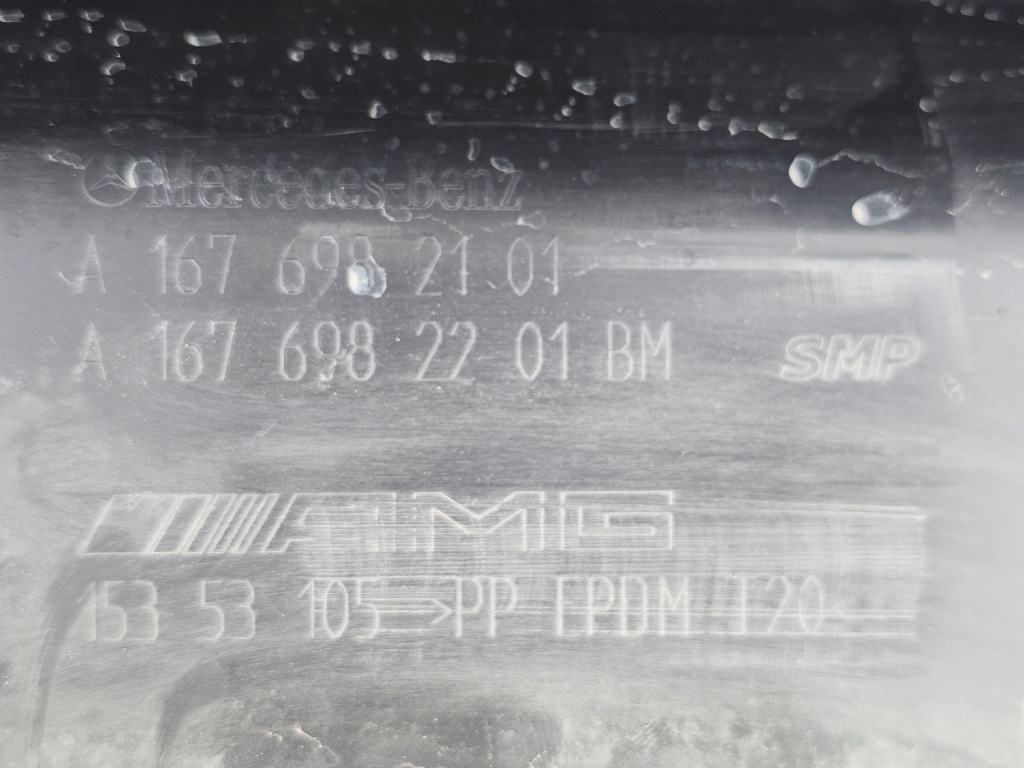 Mercedes-Benz
A 167 698 21 01
A 167 698 22 01 BM
SMP
AMG
153 53 105 >PP EPDM T20<